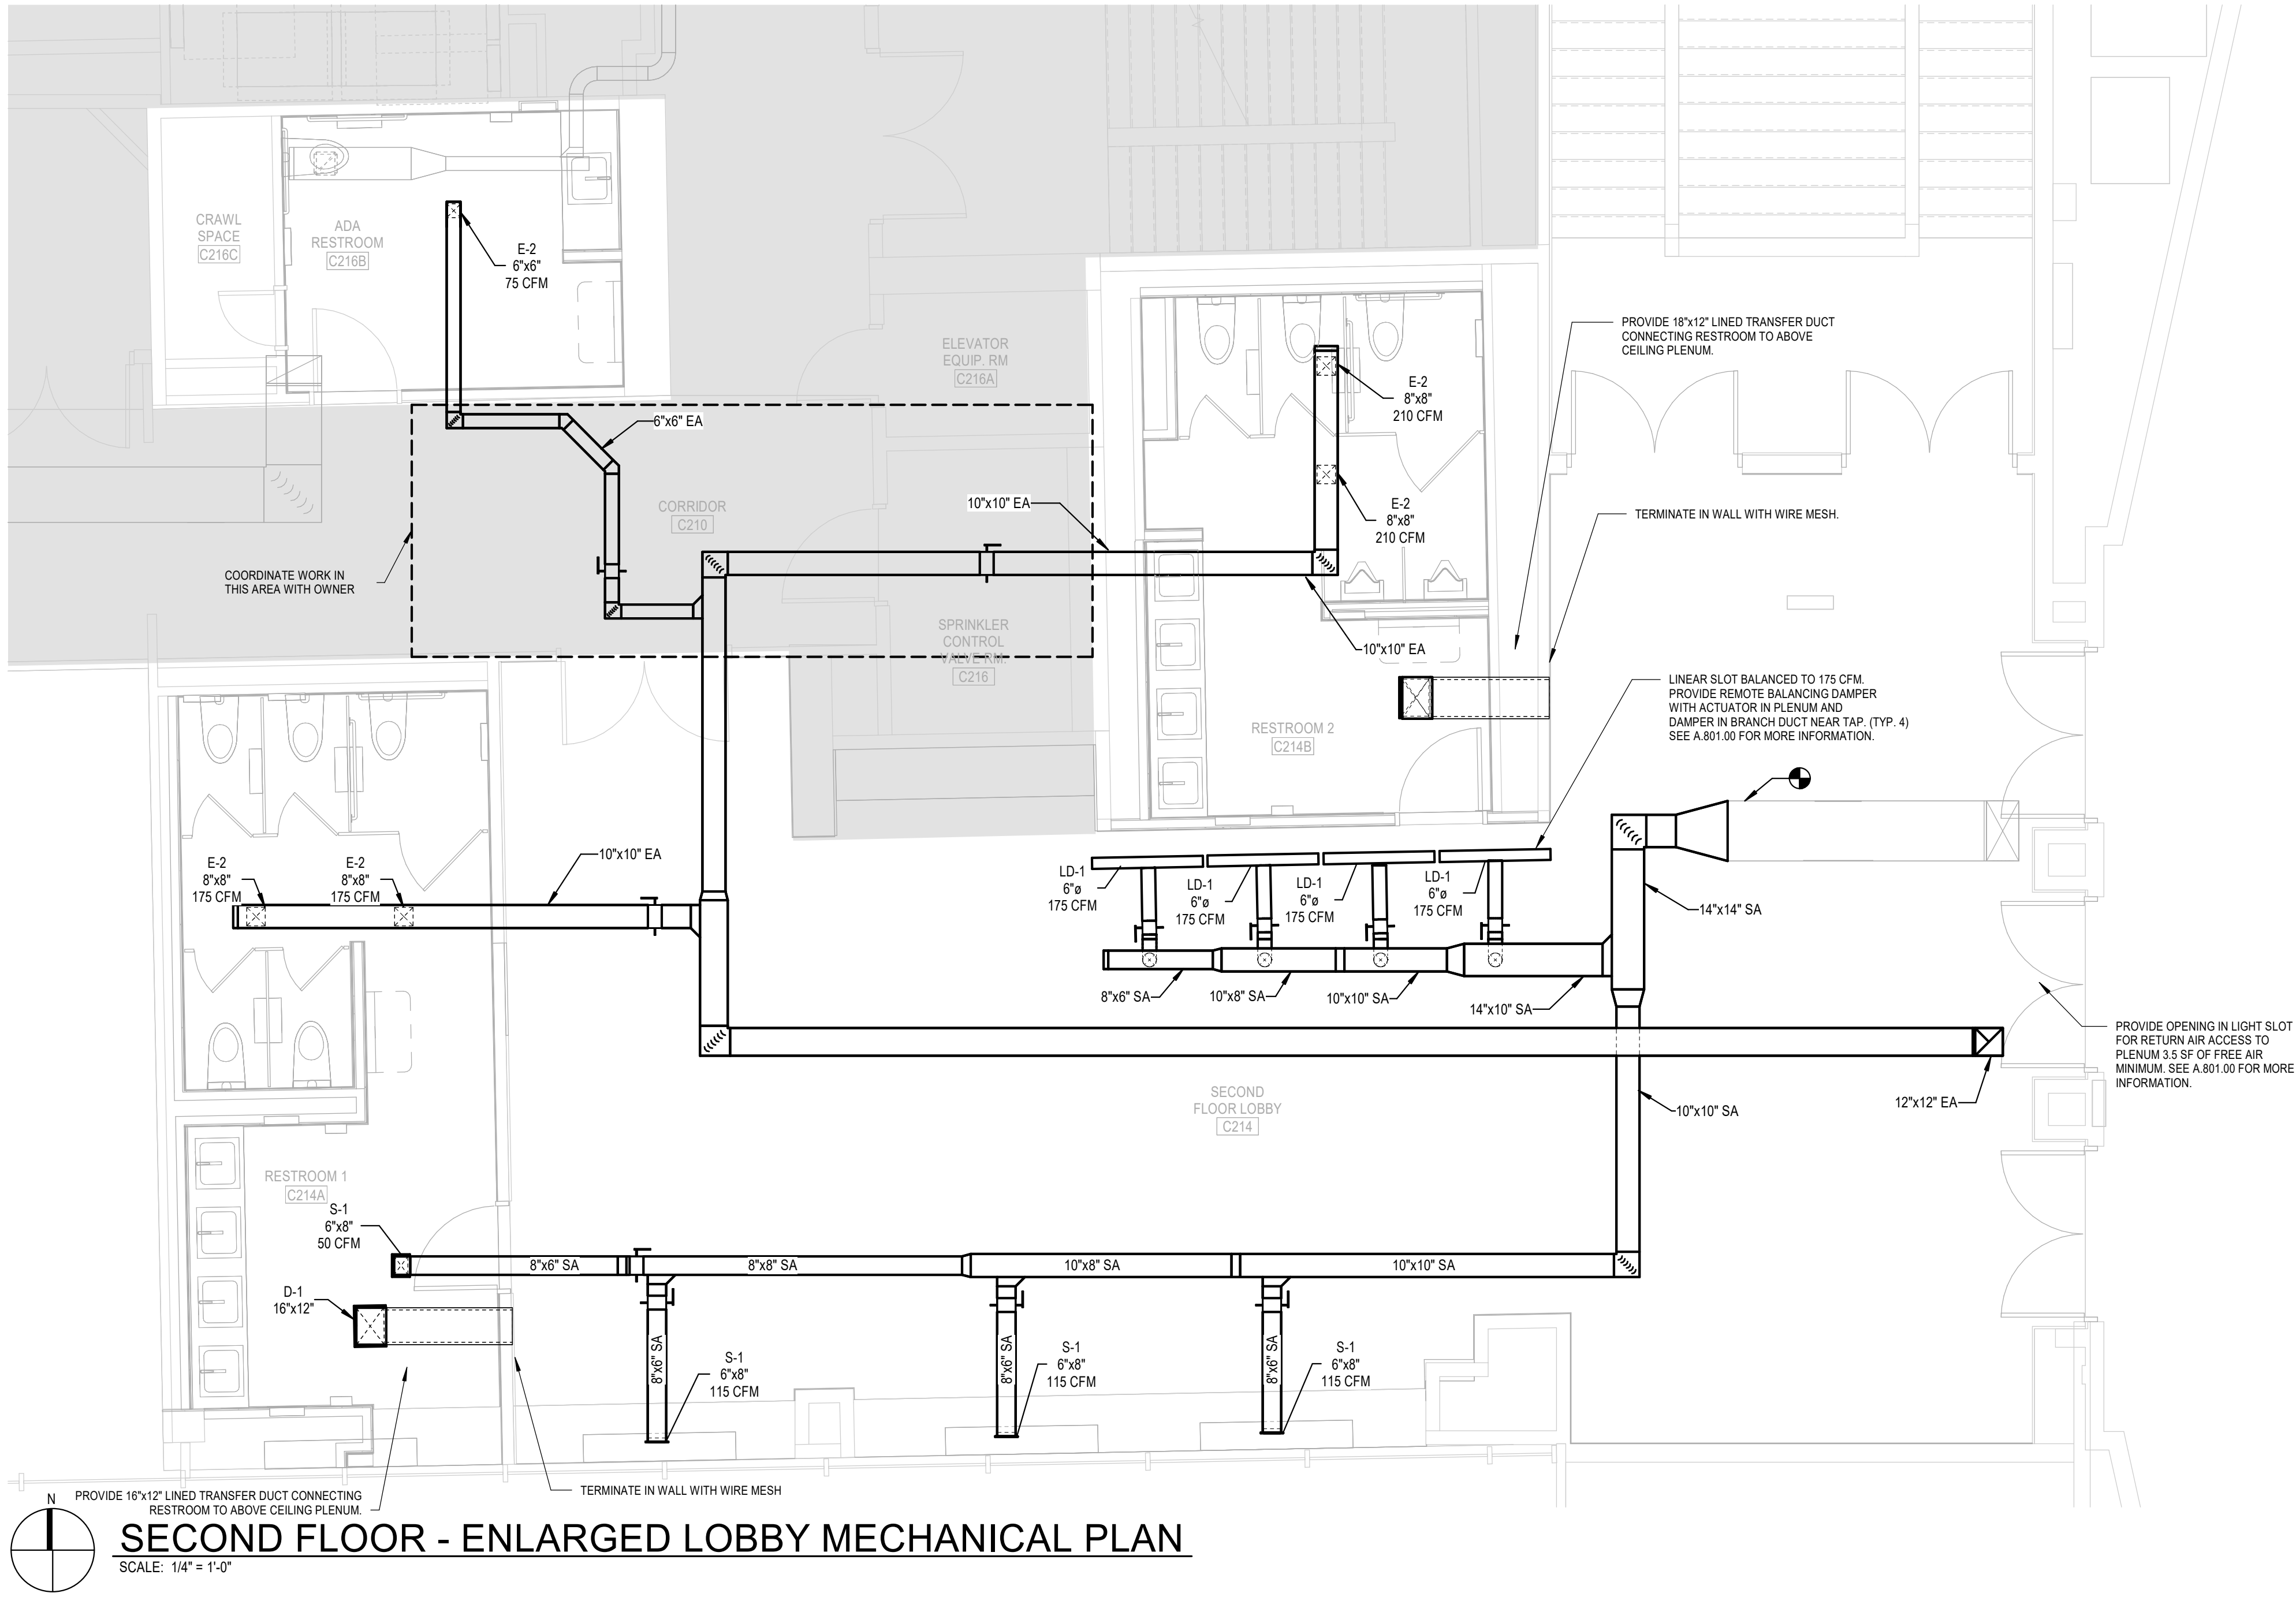 CRAWL
SPACE
C216C
ADA
RESTROOM
C216B
E-2
6"x6"
75 CFM
ELEVATOR
EQUIP. RM
C216A
PROVIDE 18"x12" LINED TRANSFER DUCT
CONNECTING RESTROOM TO ABOVE
CEILING PLENUM.
E-2
8"x8"
210 CFM
6"x6" EA
CORRIDOR
C210
10"x10" EA
E-2
8"x8"
210 CFM
TERMINATE IN WALL WITH WIRE MESH.
COORDINATE WORK IN
THIS AREA WITH OWNER
SPRINKLER
CONTROL
VALVE RM.
C216
10"x10" EA
LINEAR SLOT BALANCED TO 175 CFM.
PROVIDE REMOTE BALANCING DAMPER
WITH ACTUATOR IN PLENUM AND
DAMPER IN BRANCH DUCT NEAR TAP. (TYP. 4)
SEE A.801.00 FOR MORE INFORMATION.
RESTROOM 2
C214B
E-2
8"x8"
175 CFM
E-2
8"x8"
175 CFM
10"x10" EA
LD-1
6"ø
175 CFM
LD-1
6"ø
175 CFM
LD-1
6"ø
175 CFM
LD-1
6"ø
175 CFM
14"x14" SA
8"x6" SA
10"x8" SA
10"x10" SA
14"x10" SA
PROVIDE OPENING IN LIGHT SLOT
FOR RETURN AIR ACCESS TO
PLENUM 3.5 SF OF FREE AIR
MINIMUM. SEE A.801.00 FOR MORE
INFORMATION.
SECOND
FLOOR LOBBY
C214
10"x10" SA
12"x12" EA
RESTROOM 1
C214A
S-1
6"x8"
50 CFM
8"x6" SA
8"x8" SA
10"x8" SA
10"x10" SA
D-1
16"x12"
8"x6" SA
S-1
6"x8"
115 CFM
8"x6" SA
S-1
6"x8"
115 CFM
8"x6" SA
S-1
6"x8"
115 CFM
TERMINATE IN WALL WITH WIRE MESH
N
PROVIDE 16"x12" LINED TRANSFER DUCT CONNECTING
RESTROOM TO ABOVE CEILING PLENUM.
SECOND FLOOR - ENLARGED LOBBY MECHANICAL PLAN
SCALE: 1/4" = 1'-0"